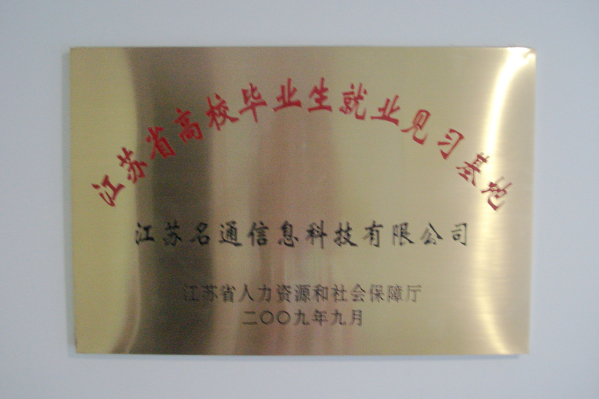 江苏省高校毕业生就业见习基地
江苏名通信息科技有限公司
江苏省人力资源和社会保障厅
二〇〇九年九月